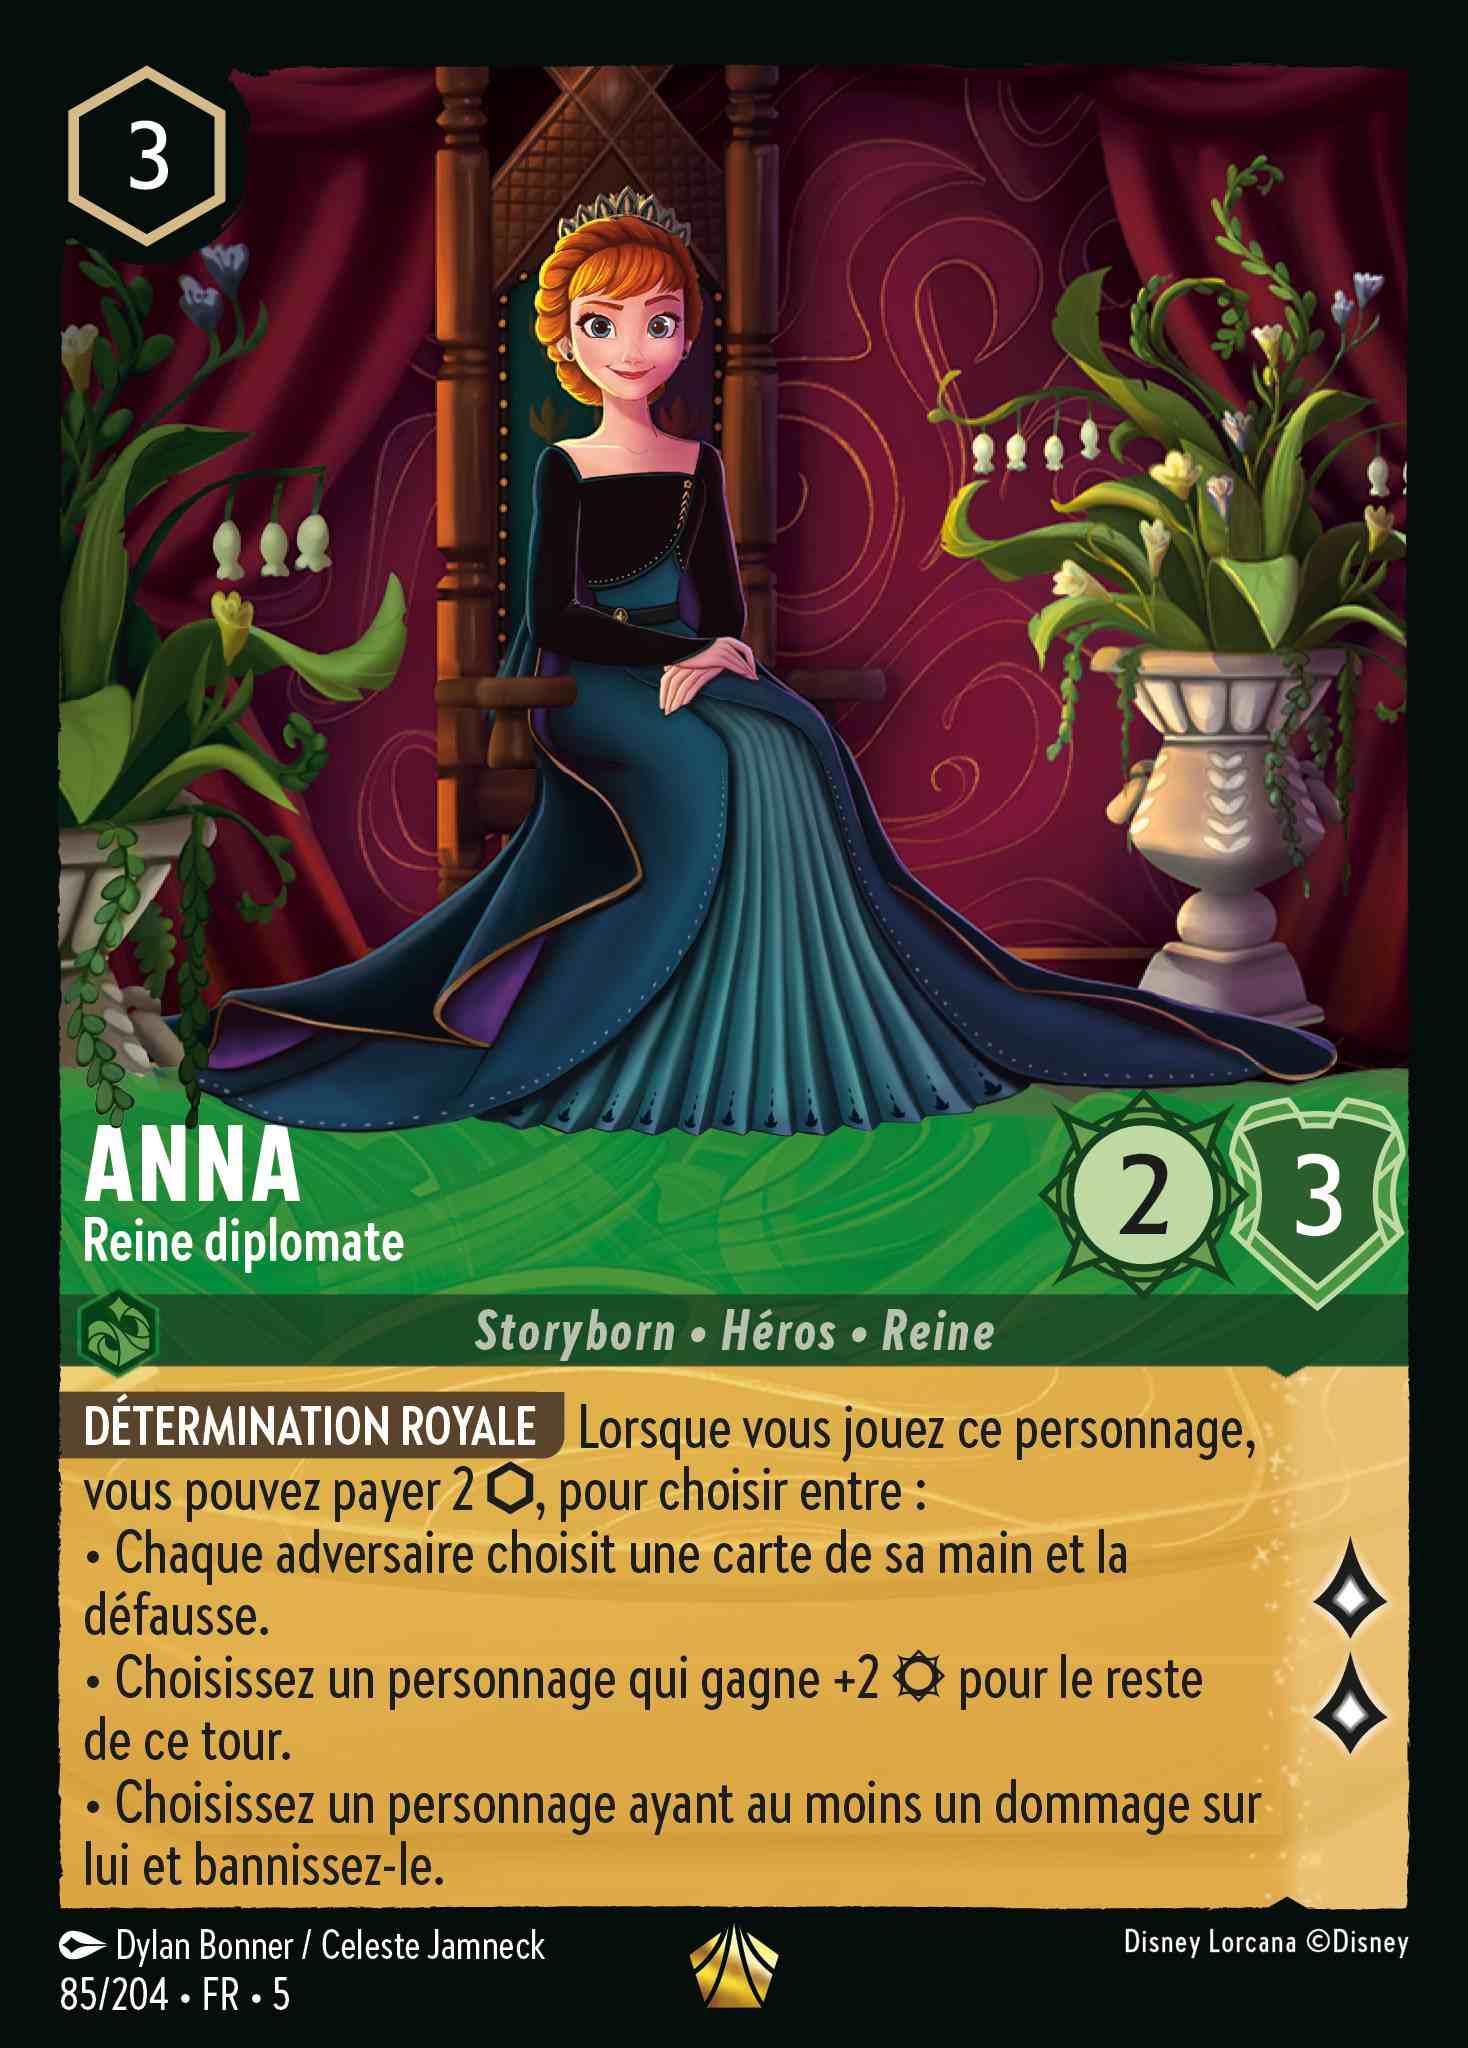 3
ANNA
Reine diplomate
2
3
Storyborn • Héros • Reine
DÉTERMINATION ROYALE Lorsque vous jouez ce personnage,
vous pouvez payer 2 ⬡, pour choisir entre :
• Chaque adversaire choisit une carte de sa main et la
défausse.
• Choisissez un personnage qui gagne +2 ¤ pour le reste
de ce tour.
• Choisissez un personnage ayant au moins un dommage sur
lui et bannissez-le.
Dylan Bonner / Celeste Jamneck
Disney Lorcana ©Disney
85/204 • FR • 5